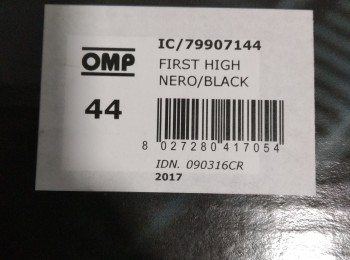 IC/79907144
OMP
FIRST HIGH
NERO/BLACK
44
8 027280 417054
IDN. 090316CR
2017